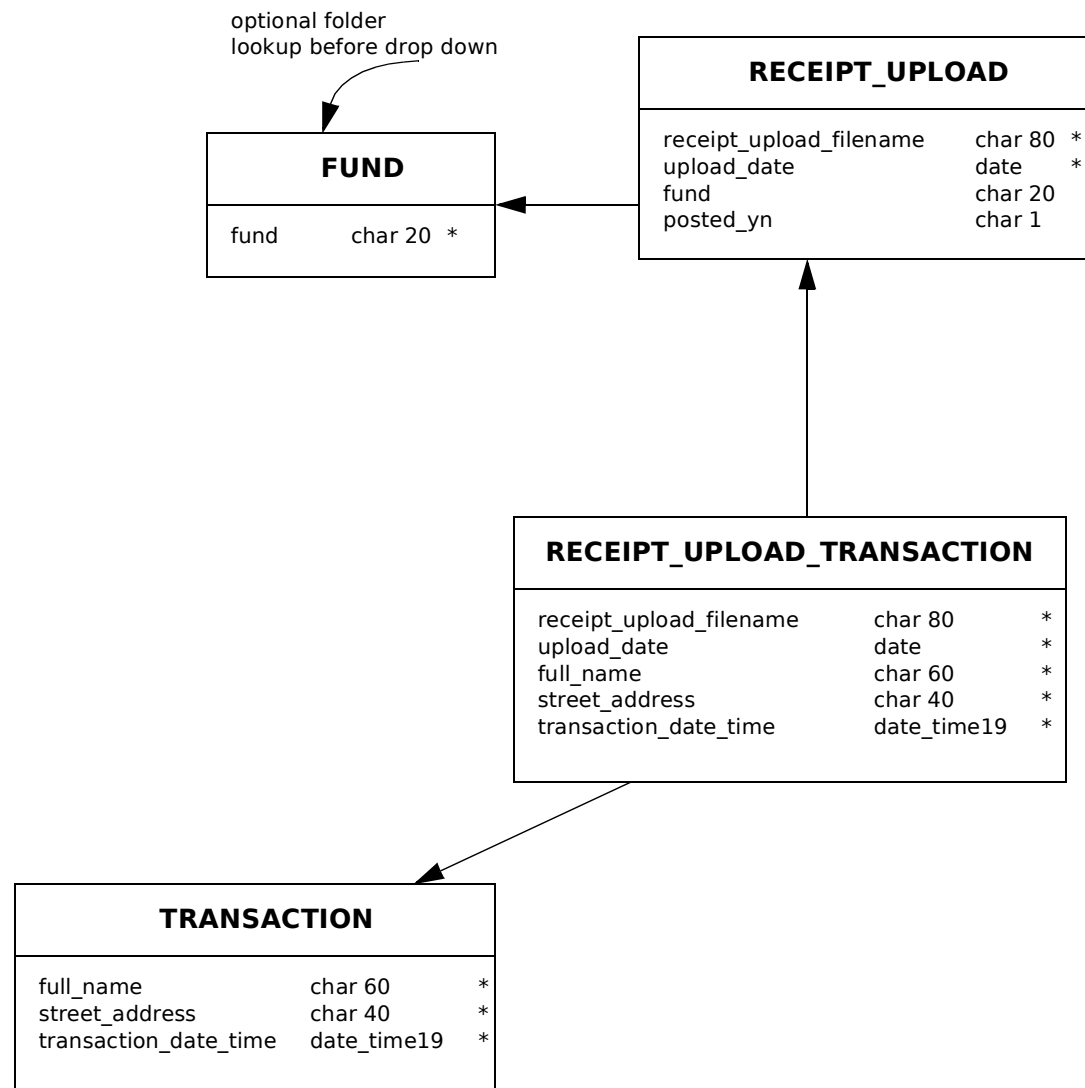 optional folder
lookup before drop down
RECEIPT_UPLOAD
receipt_upload_filename char 80 *
upload_date date *
fund char 20
posted_yn char 1
FUND
fund char 20 *
RECEIPT_UPLOAD_TRANSACTION
receipt_upload_filename char 80 *
upload_date date *
full_name char 60 *
street_address char 40 *
transaction_date_time date_time19 *
TRANSACTION
full_name char 60 *
street_address char 40 *
transaction_date_time date_time19 *